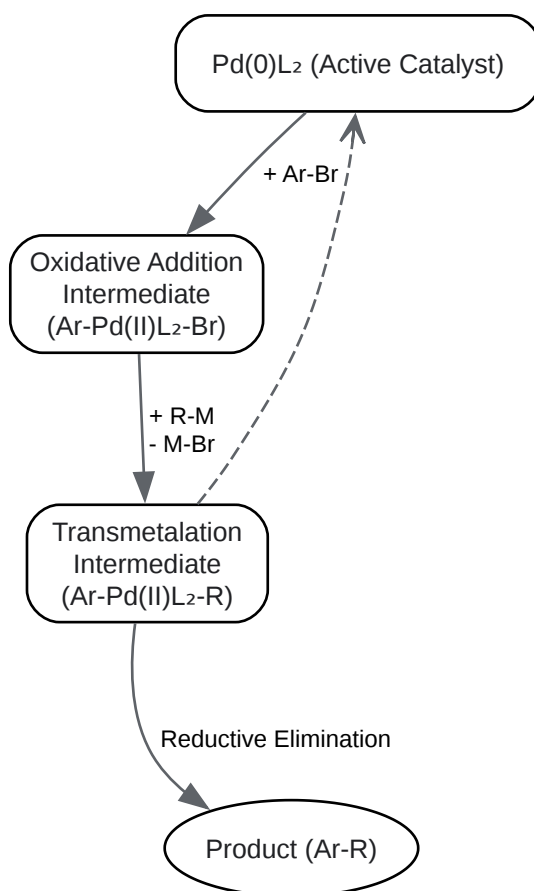 Pd(0)L₂ (Active Catalyst)
+ Ar-Br
Oxidative Addition
Intermediate
(Ar-Pd(II)L₂-Br)
+ R-M
- M-Br
Transmetalation
Intermediate
(Ar-Pd(II)L₂-R)
Reductive Elimination
Product (Ar-R)